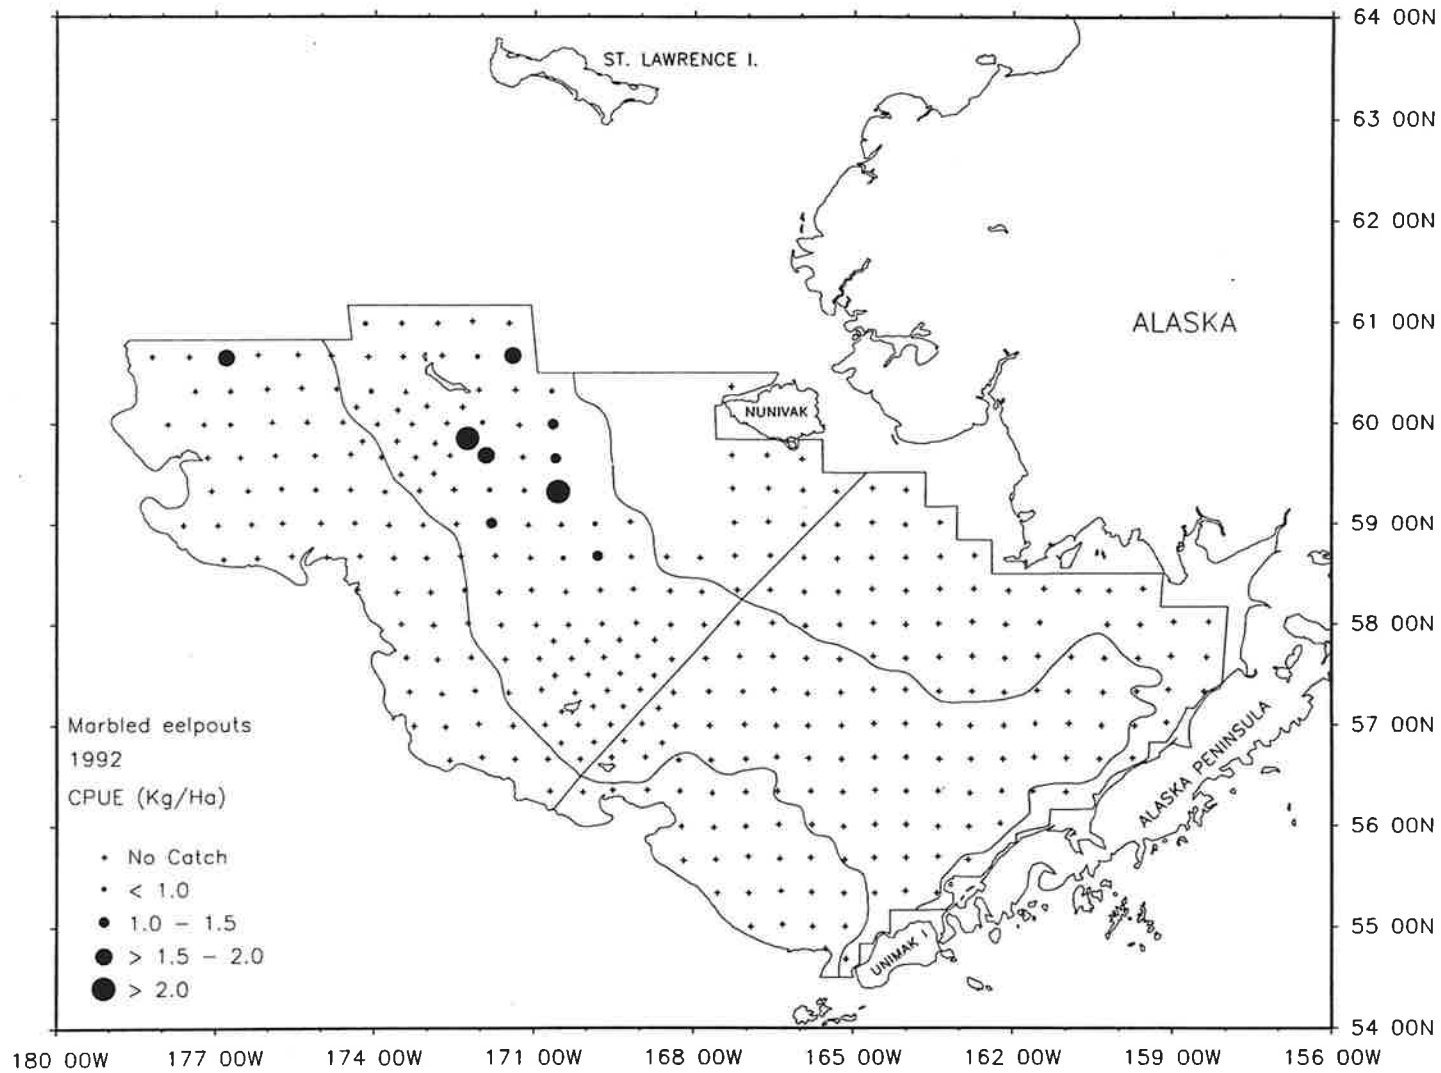 64 00N
ST. LAWRENCE I.
63 00N
62 00N
ALASKA
61 00N
NUNIVAK
60 00N
59 00N
58 00N
Marbled eelpouts
1992
CPUE (Kg/Ha)
57 00N
ALASKA PENINSULA
No Catch
< 1.0
1.0 – 1.5
> 1.5 – 2.0
> 2.0
56 00N
55 00N
UNIMAK I
54 00N
180 00W 177 00W 174 00W 171 00W 168 00W 165 00W 162 00W 159 00W 156 00W